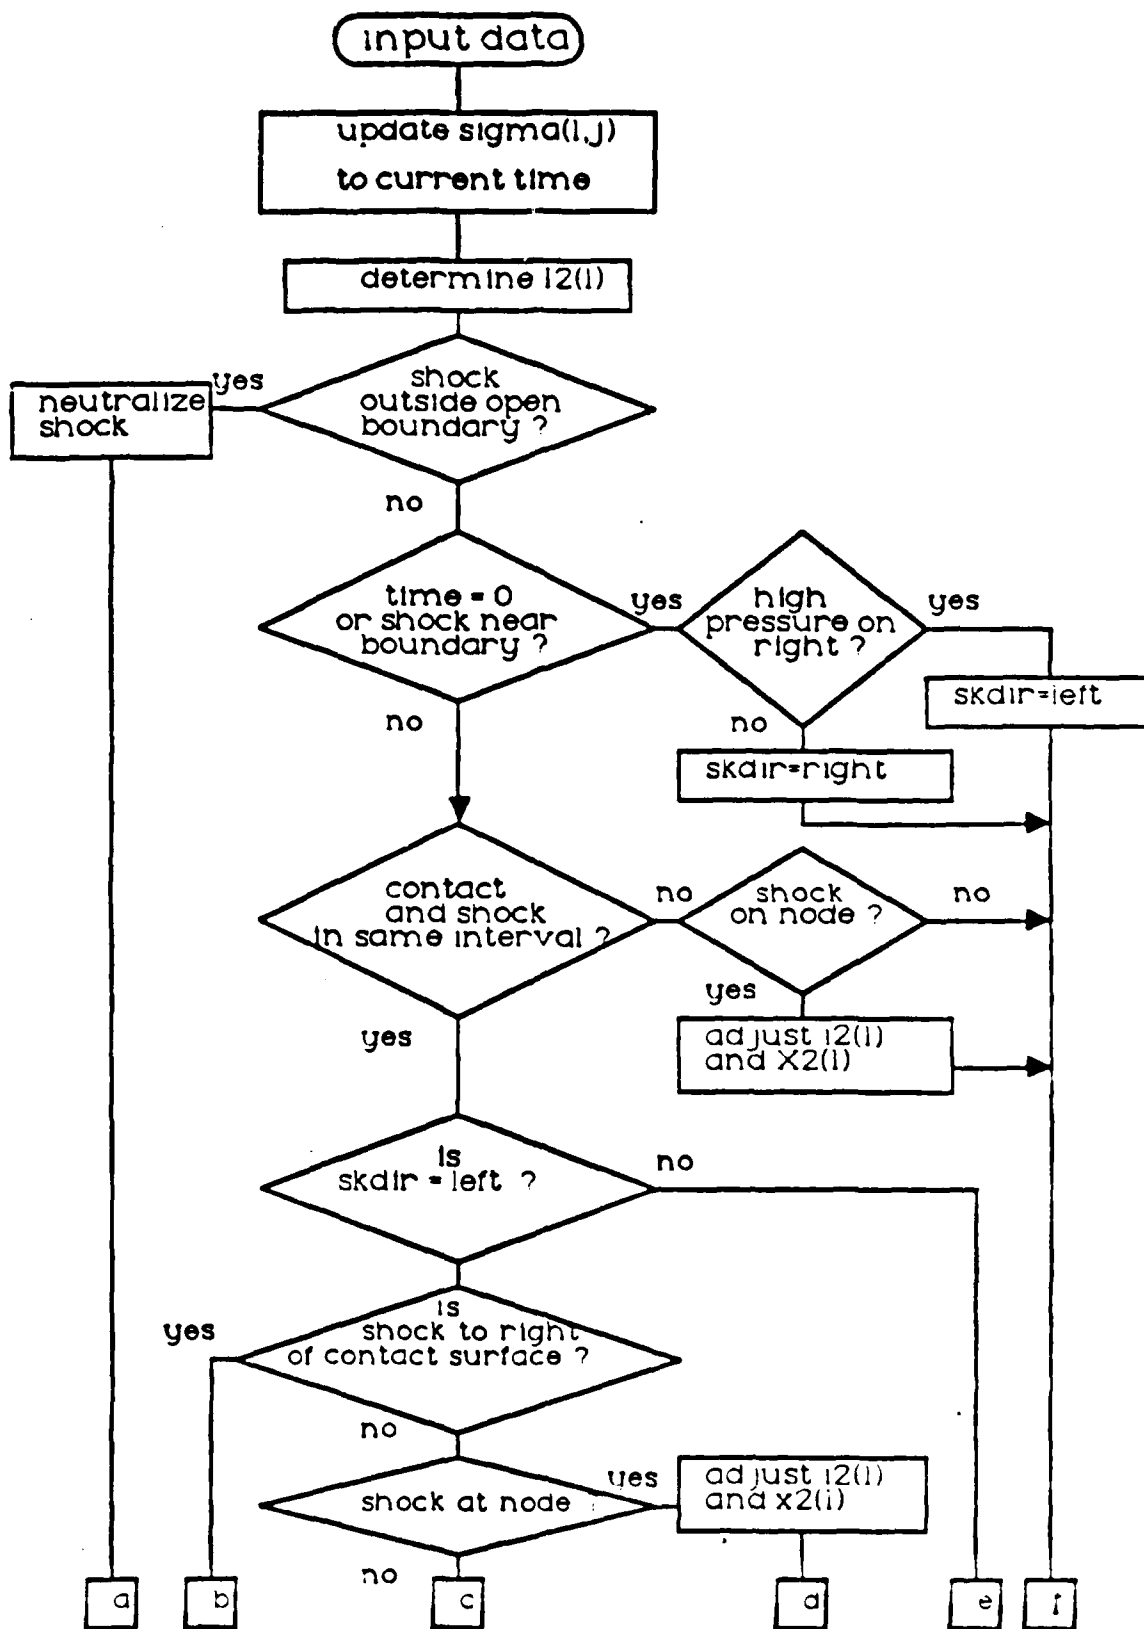 input data
update sigma(i,j)
to current time
determine i2(i)
shock
outside open
boundary ?
yes
neutralize
shock
no
time = 0
or shock near
boundary ?
yes
high
pressure on
right ?
yes
skdir=left
no
no
skdir=right
contact
and shock
in same interval ?
no
shock
on node ?
no
yes
adjust i2(i)
and X2(i)
yes
is
skdir = left ?
no
is
shock to right
of contact surface ?
yes
no
shock at node
yes
adjust i2(i)
and x2(i)
no
a
b
c
d
e
f